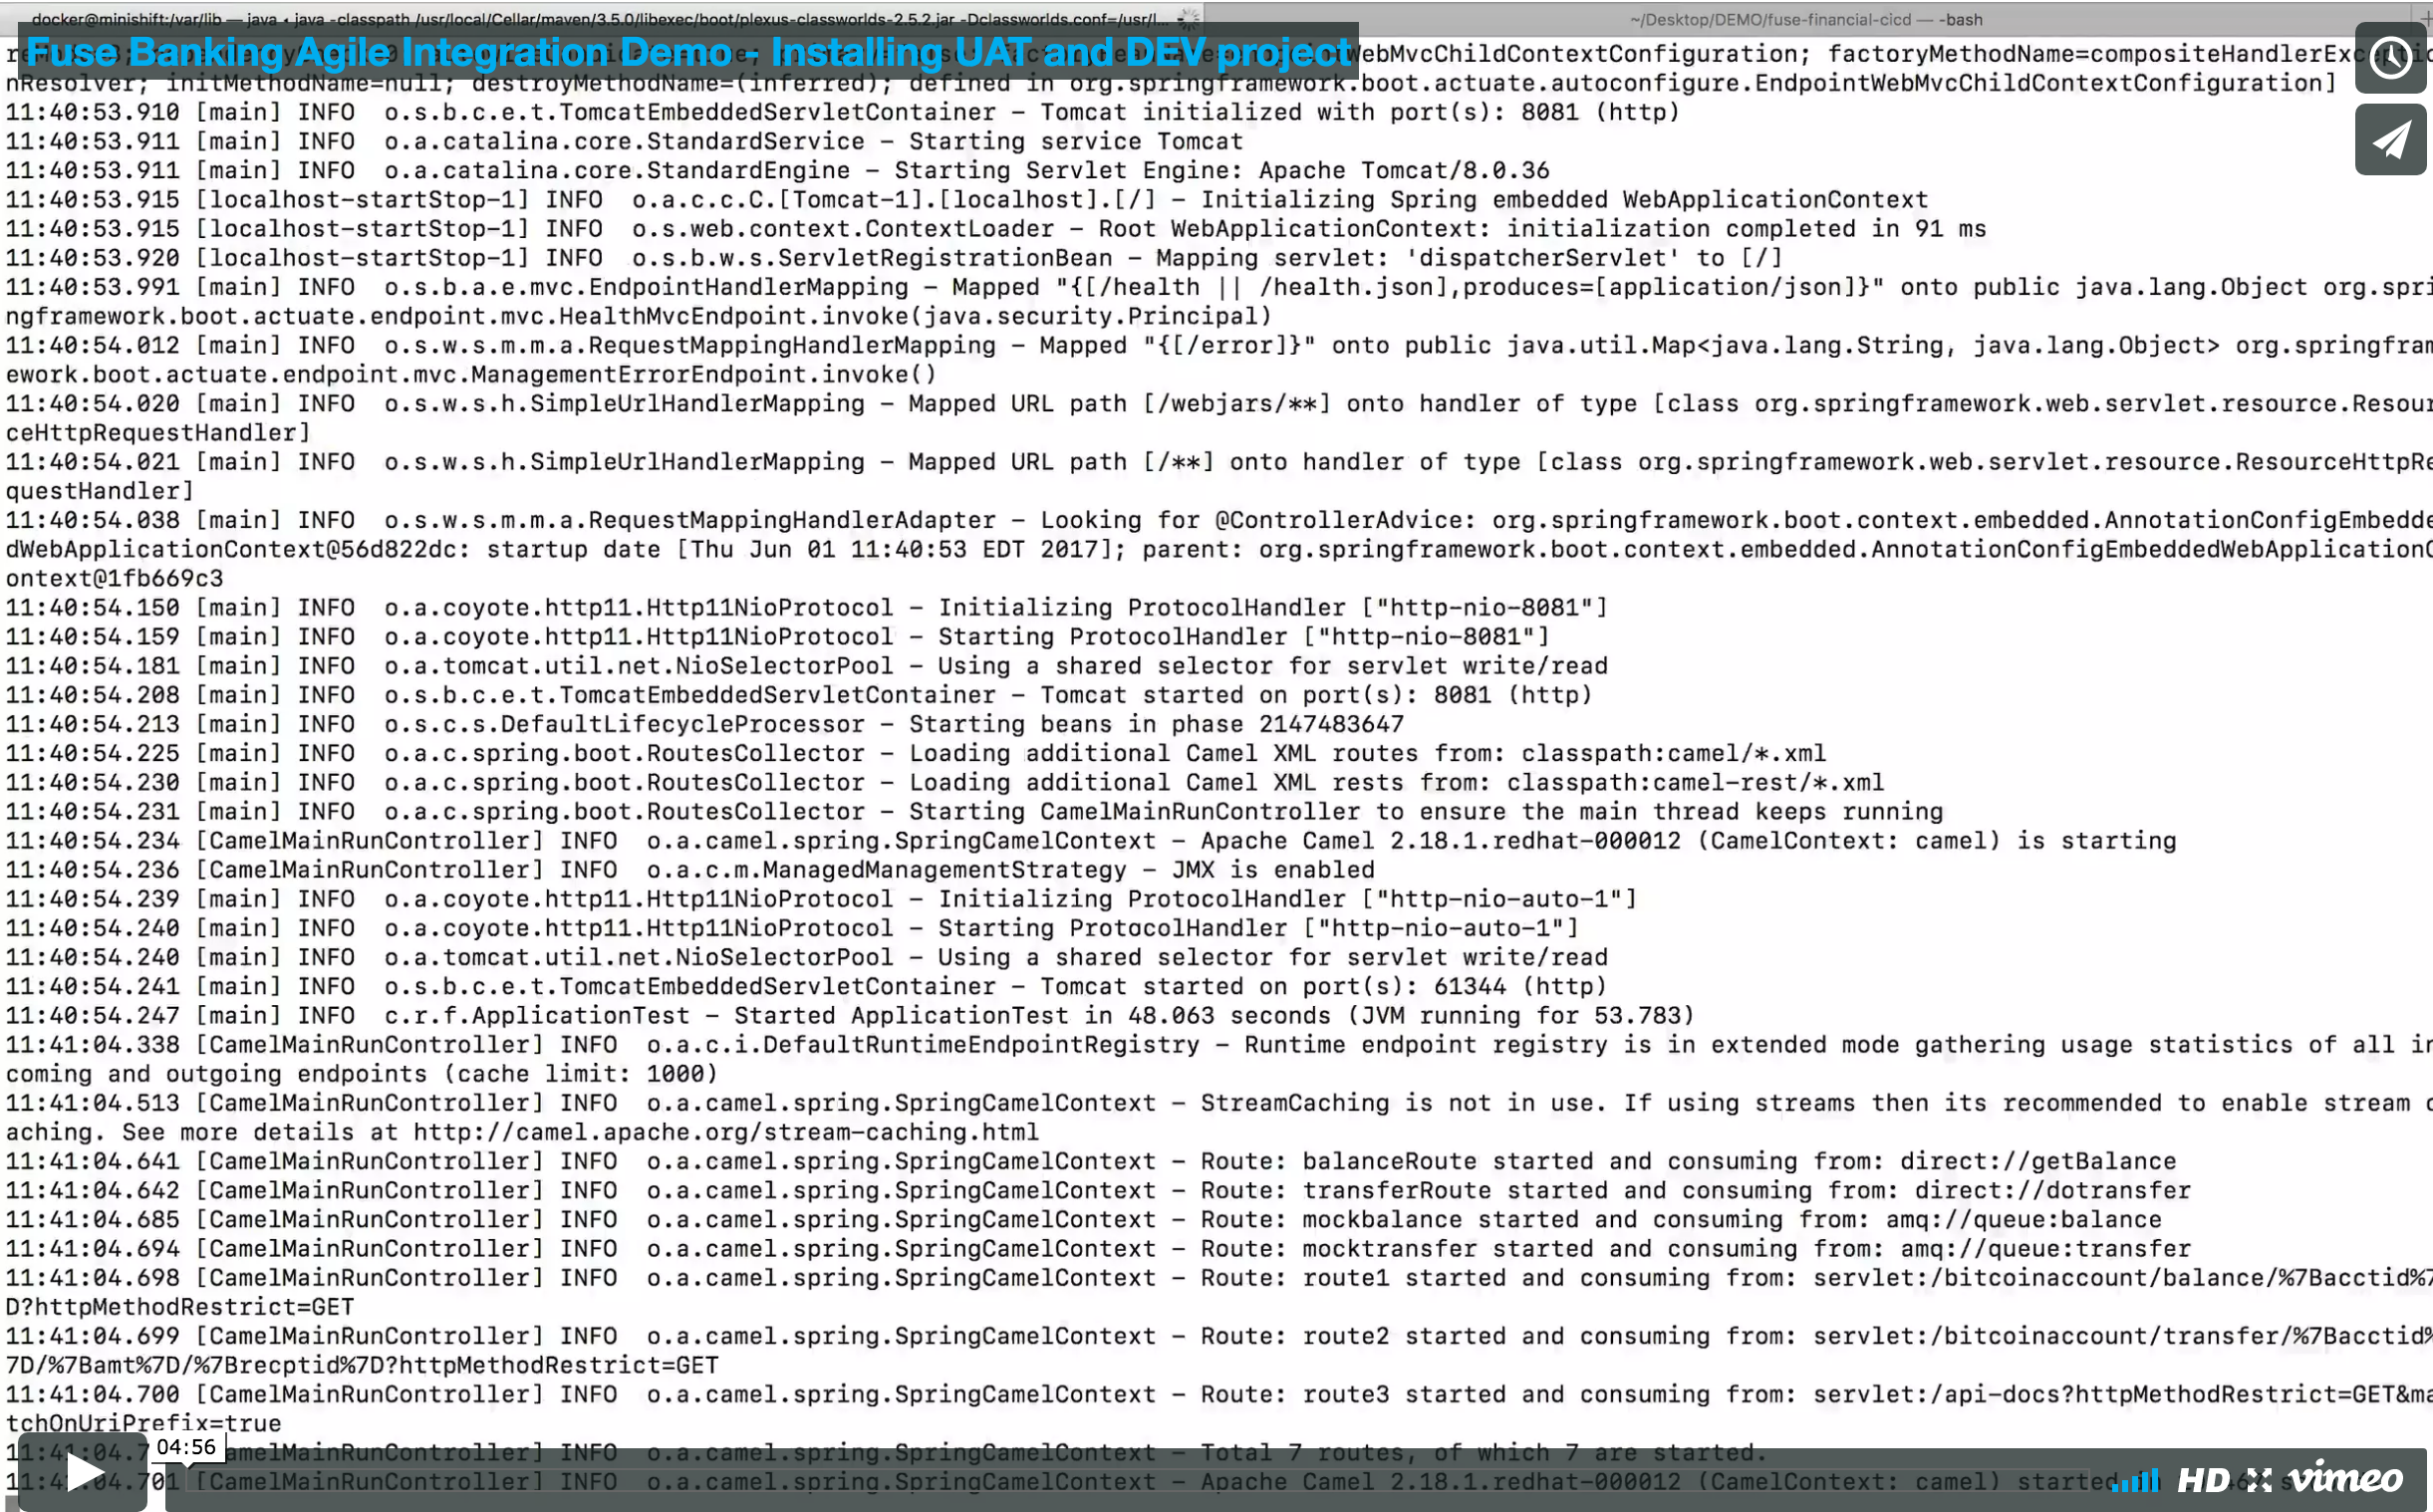 docker@minishift:/var/lib — java ◂ java -classpath /usr/local/Cellar/maven/3.5.0/libexec/boot/plexus-classworlds-2.5.2.jar -Dclassworlds.conf=/usr/l...
~/Desktop/DEMO/fuse-financial-cicd — -bash
Fuse Banking Agile Integration Demo - Installing UAT and DEV project
WebMvcChildContextConfiguration; factoryMethodName=compositeHandlerExceptio
nResolver; initMethodName=null; destroyMethodName=(inferred); defined in org.springframework.boot.actuate.autoconfigure.EndpointWebMvcChildContextConfiguration]
11:40:53.910 [main] INFO  o.s.b.c.e.t.TomcatEmbeddedServletContainer – Tomcat initialized with port(s): 8081 (http)
11:40:53.911 [main] INFO  o.a.catalina.core.StandardService – Starting service Tomcat
11:40:53.911 [main] INFO  o.a.catalina.core.StandardEngine – Starting Servlet Engine: Apache Tomcat/8.0.36
11:40:53.915 [localhost-startStop-1] INFO  o.a.c.c.C.[Tomcat-1].[localhost].[/] – Initializing Spring embedded WebApplicationContext
11:40:53.915 [localhost-startStop-1] INFO  o.s.web.context.ContextLoader – Root WebApplicationContext: initialization completed in 91 ms
11:40:53.920 [localhost-startStop-1] INFO  o.s.b.w.s.ServletRegistrationBean – Mapping servlet: 'dispatcherServlet' to [/]
11:40:53.991 [main] INFO  o.s.b.a.e.mvc.EndpointHandlerMapping – Mapped "{[/health || /health.json],produces=[application/json]}" onto public java.lang.Object org.spri
ngframework.boot.actuate.endpoint.mvc.HealthMvcEndpoint.invoke(java.security.Principal)
11:40:54.012 [main] INFO  o.s.w.s.m.m.a.RequestMappingHandlerMapping – Mapped "{[/error]}" onto public java.util.Map<java.lang.String, java.lang.Object> org.springfram
ework.boot.actuate.endpoint.mvc.ManagementErrorEndpoint.invoke()
11:40:54.020 [main] INFO  o.s.w.s.h.SimpleUrlHandlerMapping – Mapped URL path [/webjars/**] onto handler of type [class org.springframework.web.servlet.resource.Resour
ceHttpRequestHandler]
11:40:54.021 [main] INFO  o.s.w.s.h.SimpleUrlHandlerMapping – Mapped URL path [/**] onto handler of type [class org.springframework.web.servlet.resource.ResourceHttpRe
questHandler]
11:40:54.038 [main] INFO  o.s.w.s.m.m.a.RequestMappingHandlerAdapter – Looking for @ControllerAdvice: org.springframework.boot.context.embedded.AnnotationConfigEmbedde
dWebApplicationContext@56d822dc: startup date [Thu Jun 01 11:40:53 EDT 2017]; parent: org.springframework.boot.context.embedded.AnnotationConfigEmbeddedWebApplicationC
ontext@1fb669c3
11:40:54.150 [main] INFO  o.a.coyote.http11.Http11NioProtocol – Initializing ProtocolHandler ["http-nio-8081"]
11:40:54.159 [main] INFO  o.a.coyote.http11.Http11NioProtocol – Starting ProtocolHandler ["http-nio-8081"]
11:40:54.181 [main] INFO  o.a.tomcat.util.net.NioSelectorPool – Using a shared selector for servlet write/read
11:40:54.208 [main] INFO  o.s.b.c.e.t.TomcatEmbeddedServletContainer – Tomcat started on port(s): 8081 (http)
11:40:54.213 [main] INFO  o.s.c.s.DefaultLifecycleProcessor – Starting beans in phase 2147483647
11:40:54.225 [main] INFO  o.a.c.spring.boot.RoutesCollector – Loading additional Camel XML routes from: classpath:camel/*.xml
11:40:54.230 [main] INFO  o.a.c.spring.boot.RoutesCollector – Loading additional Camel XML rests from: classpath:camel-rest/*.xml
11:40:54.231 [main] INFO  o.a.c.spring.boot.RoutesCollector – Starting CamelMainRunController to ensure the main thread keeps running
11:40:54.234 [CamelMainRunController] INFO  o.a.camel.spring.SpringCamelContext – Apache Camel 2.18.1.redhat-000012 (CamelContext: camel) is starting
11:40:54.236 [CamelMainRunController] INFO  o.a.c.m.ManagedManagementStrategy – JMX is enabled
11:40:54.239 [main] INFO  o.a.coyote.http11.Http11NioProtocol – Initializing ProtocolHandler ["http-nio-auto-1"]
11:40:54.240 [main] INFO  o.a.coyote.http11.Http11NioProtocol – Starting ProtocolHandler ["http-nio-auto-1"]
11:40:54.240 [main] INFO  o.a.tomcat.util.net.NioSelectorPool – Using a shared selector for servlet write/read
11:40:54.241 [main] INFO  o.s.b.c.e.t.TomcatEmbeddedServletContainer – Tomcat started on port(s): 61344 (http)
11:40:54.247 [main] INFO  c.r.f.ApplicationTest – Started ApplicationTest in 48.063 seconds (JVM running for 53.783)
11:41:04.338 [CamelMainRunController] INFO  o.a.c.i.DefaultRuntimeEndpointRegistry – Runtime endpoint registry is in extended mode gathering usage statistics of all in
coming and outgoing endpoints (cache limit: 1000)
11:41:04.513 [CamelMainRunController] INFO  o.a.camel.spring.SpringCamelContext – StreamCaching is not in use. If using streams then its recommended to enable stream c
aching. See more details at http://camel.apache.org/stream-caching.html
11:41:04.641 [CamelMainRunController] INFO  o.a.camel.spring.SpringCamelContext – Route: balanceRoute started and consuming from: direct://getBalance
11:41:04.642 [CamelMainRunController] INFO  o.a.camel.spring.SpringCamelContext – Route: transferRoute started and consuming from: direct://dotransfer
11:41:04.685 [CamelMainRunController] INFO  o.a.camel.spring.SpringCamelContext – Route: mockbalance started and consuming from: amq://queue:balance
11:41:04.694 [CamelMainRunController] INFO  o.a.camel.spring.SpringCamelContext – Route: mocktransfer started and consuming from: amq://queue:transfer
11:41:04.698 [CamelMainRunController] INFO  o.a.camel.spring.SpringCamelContext – Route: route1 started and consuming from: servlet:/bitcoinaccount/balance/%7Bacctid%7
D?httpMethodRestrict=GET
11:41:04.699 [CamelMainRunController] INFO  o.a.camel.spring.SpringCamelContext – Route: route2 started and consuming from: servlet:/bitcoinaccount/transfer/%7Bacctid%
7D/%7Bamt%7D/%7Brecptid%7D?httpMethodRestrict=GET
11:41:04.700 [CamelMainRunController] INFO  o.a.camel.spring.SpringCamelContext – Route: route3 started and consuming from: servlet:/api-docs?httpMethodRestrict=GET&ma
tchOnUriPrefix=true
04:56
11:41:04.7 CamelMainRunController] INFO  o.a.camel.spring.SpringCamelContext – Total 7 routes, of which 7 are started.
11:41:04.701 [CamelMainRunController] INFO  o.a.camel.spring.SpringCamelContext – Apache Camel 2.18.1.redhat-000012 (CamelContext: camel) started
HD vimeo